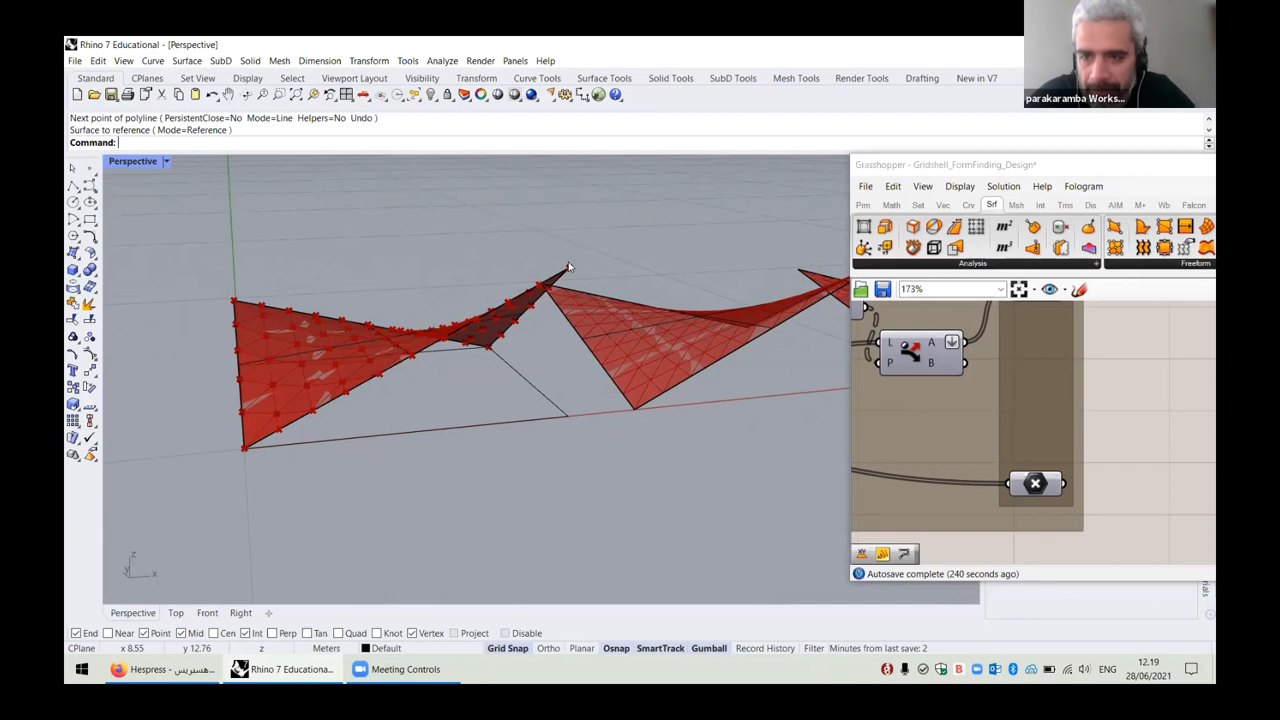 Rhino 7 Educational - [Perspective]
File Edit View Curve Surface SubD Solid Mesh Dimension Transform Tools Analyze Render Panels Help
Standard CPlanes Set View Display Select Viewport Layout Visibility Transform Curve Tools Surface Tools Solid Tools SubD Tools Mesh Tools Render Tools Drafting New in V7
parakaramba Works...
Next point of polyline ( PersistentClose=No Mode=Line Helpers=No Undo )
Surface to reference ( Mode=Reference )
Command:
Perspective
Grasshopper - Gridshell_FormFinding_Design*
File Edit View Display Solution Help Fologram
Prm Math Set Vec Crv Srf Msh Int Trns Dis AIM M+ Wb Falcon
m²
m³
Analysis
Freeform
173%
L A
P B
z
y x
Autosave complete (240 seconds ago)
Perspective Top Front Right
End Near Point Mid Cen Int Perp Tan Quad Knot Vertex Project Disable
CPlane x 8.55 y 12.76 z Meters Default Grid Snap Ortho Planar Osnap SmartTrack Gumball Record History Filter Minutes from last save: 2
Hespress - هسبريس... Rhino 7 Educationa... Meeting Controls
ENG
12.19
28/06/2021